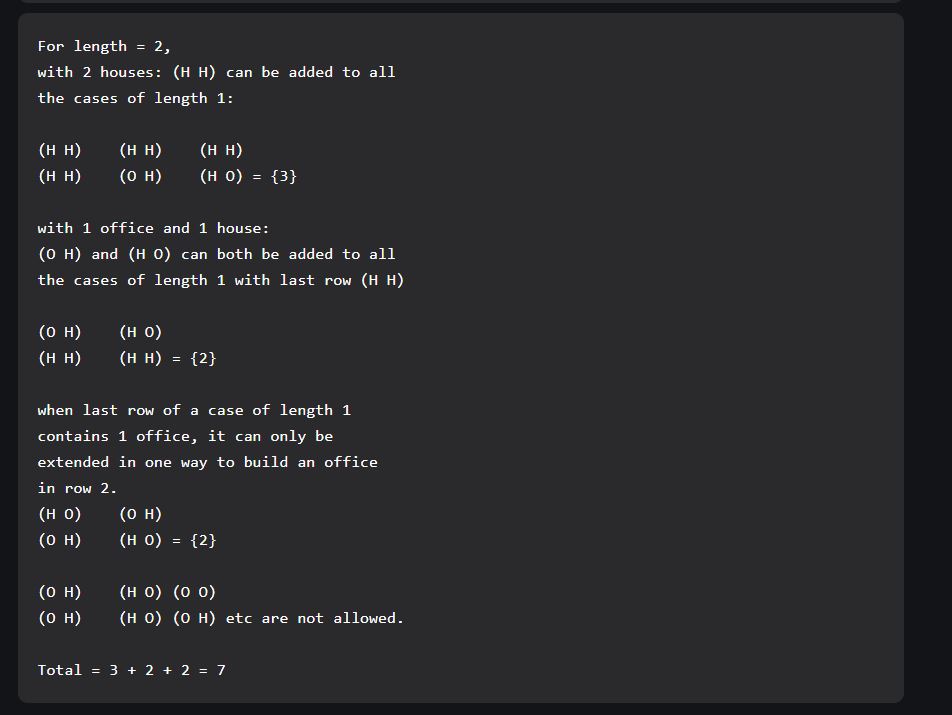 For length = 2,
with 2 houses: (H H) can be added to all
the cases of length 1:
(H H)    (H H)    (H H)
(H H)    (O H)    (H O) = {3}
with 1 office and 1 house:
(O H) and (H O) can both be added to all
the cases of length 1 with last row (H H)
(O H)    (H O)
(H H)    (H H) = {2}
when last row of a case of length 1
contains 1 office, it can only be
extended in one way to build an office
in row 2.
(H O)    (O H)
(O H)    (H O) = {2}
(O H)    (H O) (O O)
(O H)    (H O) (O H) etc are not allowed.
Total = 3 + 2 + 2 = 7